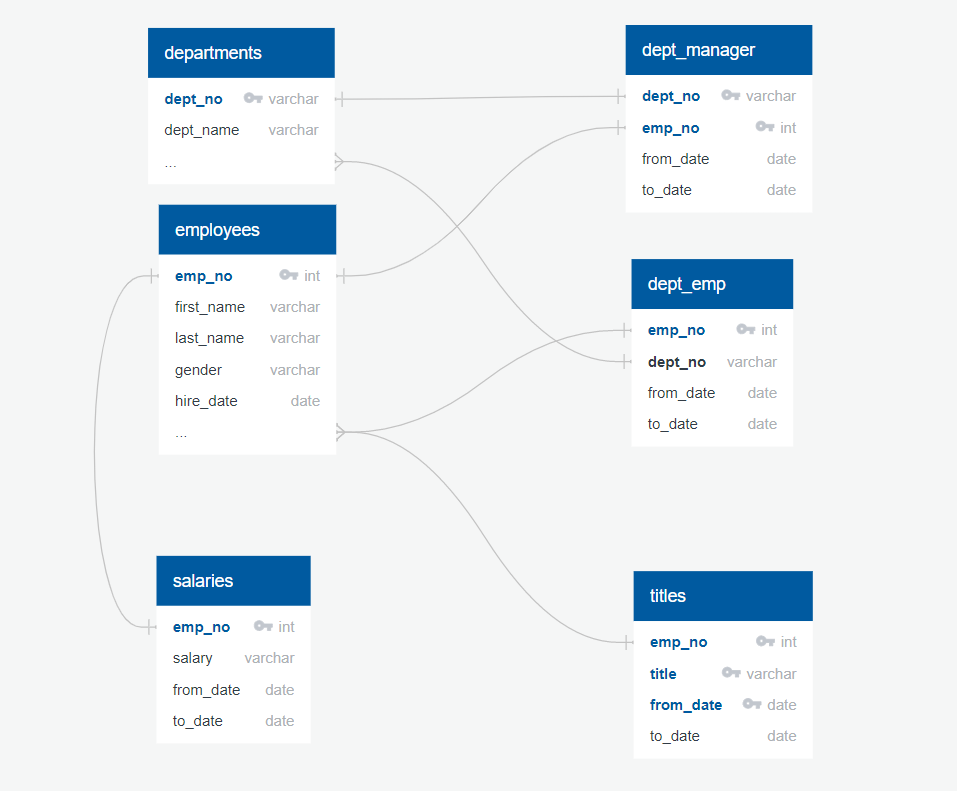 departments
dept_no varchar
dept_name varchar
...
employees
emp_no int
first_name varchar
last_name varchar
gender varchar
hire_date date
...
salaries
emp_no int
salary varchar
from_date date
to_date date
dept_manager
dept_no varchar
emp_no int
from_date date
to_date date
dept_emp
emp_no int
dept_no varchar
from_date date
to_date date
titles
emp_no int
title varchar
from_date date
to_date date